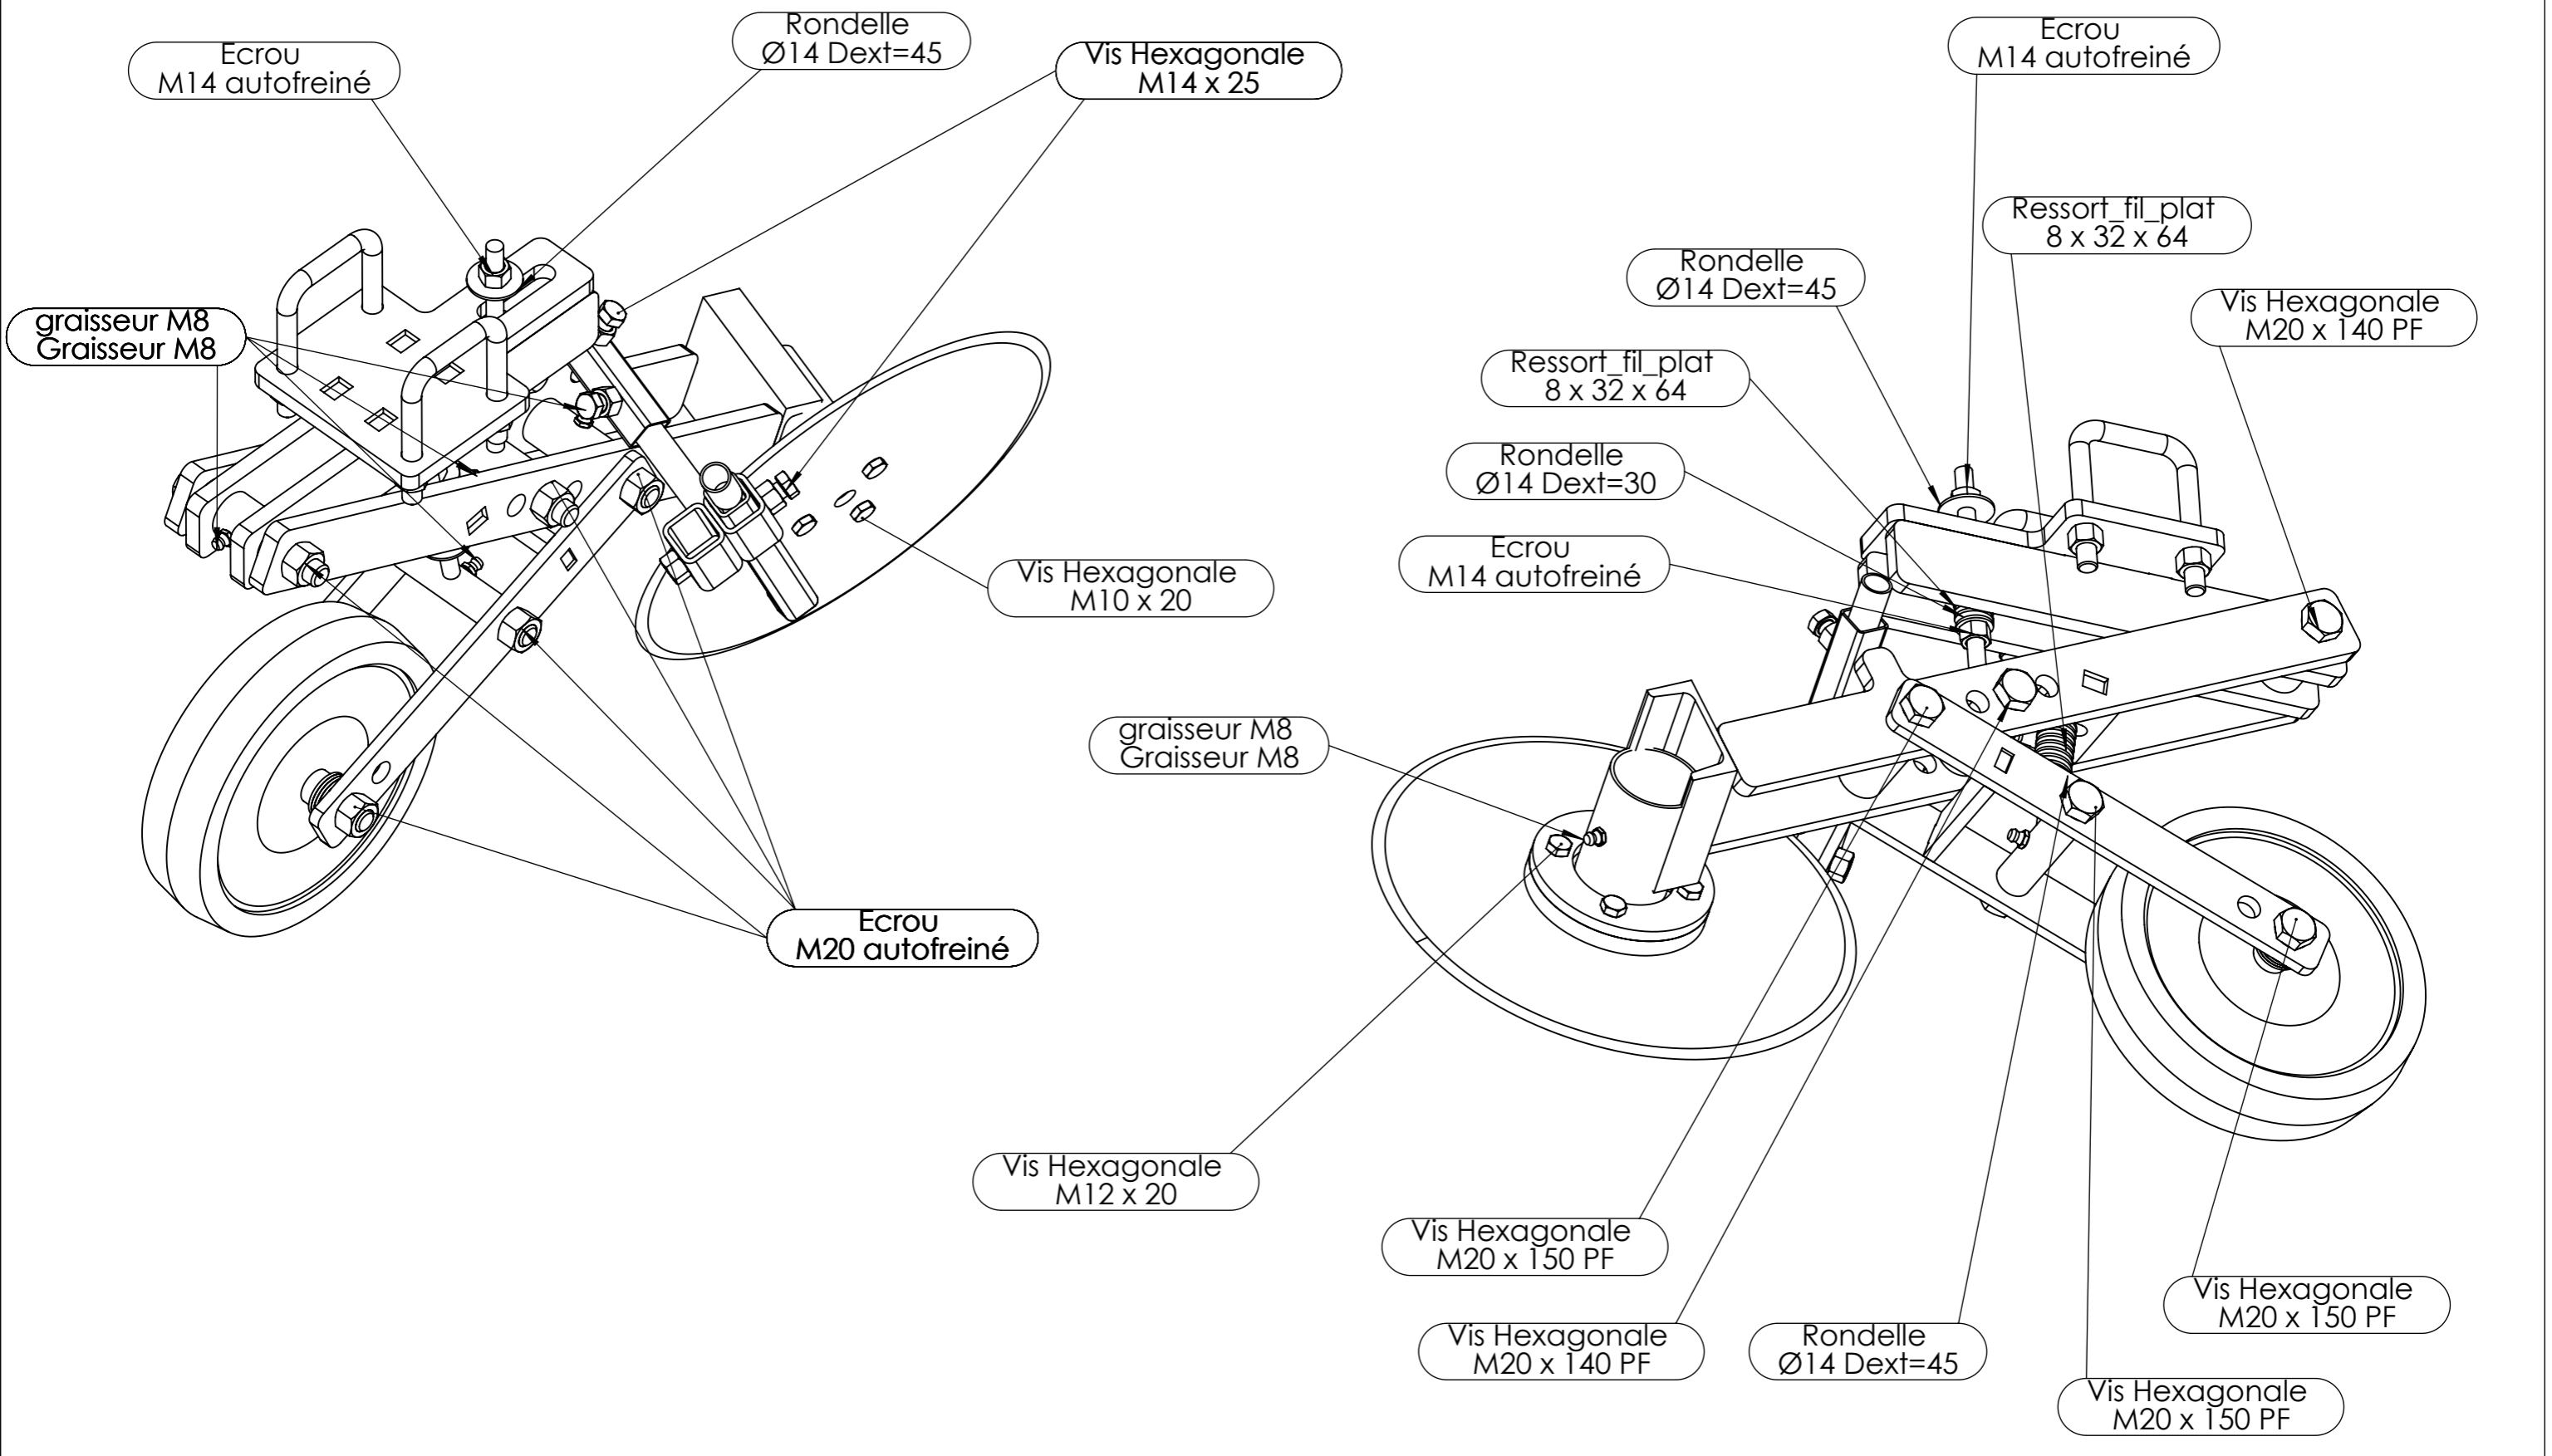 Ecrou
M14 autofreiné
Rondelle
Ø14 Dext=45
Vis Hexagonale
M14 x 25
graisseur M8
Graisseur M8
Vis Hexagonale
M10 x 20
Ecrou
M20 autofreiné
Ecrou
M14 autofreiné
Ressort_fil_plat
8 x 32 x 64
Rondelle
Ø14 Dext=45
Vis Hexagonale
M20 x 140 PF
Ressort_fil_plat
8 x 32 x 64
Rondelle
Ø14 Dext=30
Ecrou
M14 autofreiné
graisseur M8
Graisseur M8
Vis Hexagonale
M12 x 20
Vis Hexagonale
M20 x 150 PF
Vis Hexagonale
M20 x 140 PF
Rondelle
Ø14 Dext=45
Vis Hexagonale
M20 x 150 PF
Vis Hexagonale
M20 x 150 PF